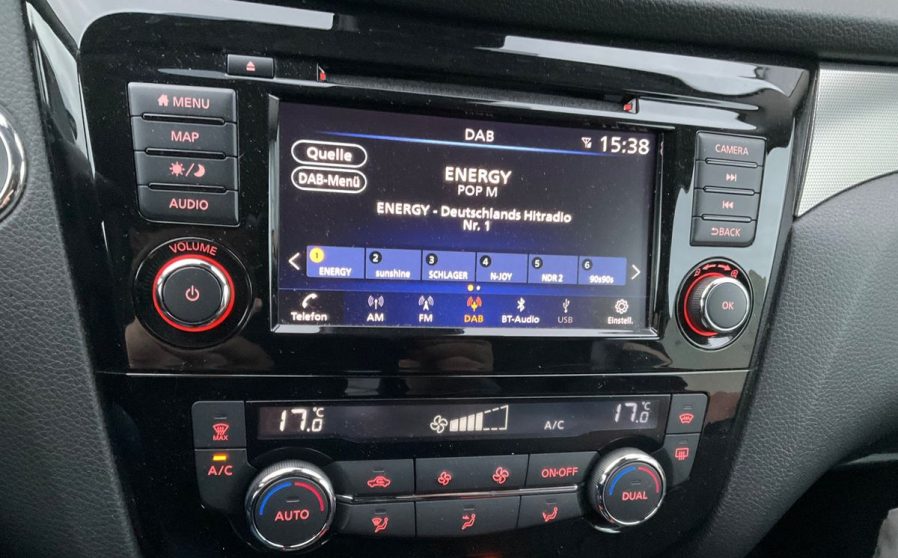 MENU
MAP
AUDIO
VOLUME
DAB
15:38
Quelle
DAB-Menü
ENERGY
POP M
ENERGY - Deutschlands Hitradio
Nr. 1
1 ENERGY
2 sunshine
3 SCHLAGER
4 N-JOY
5 NDR 2
6 90s90s
Telefon
AM
FM
DAB
BT-Audio
USB
Einstell.
CAMERA
BACK
OK
MAX
A/C
17.0°C
A/C
17.0°C
AUTO
ON·OFF
DUAL